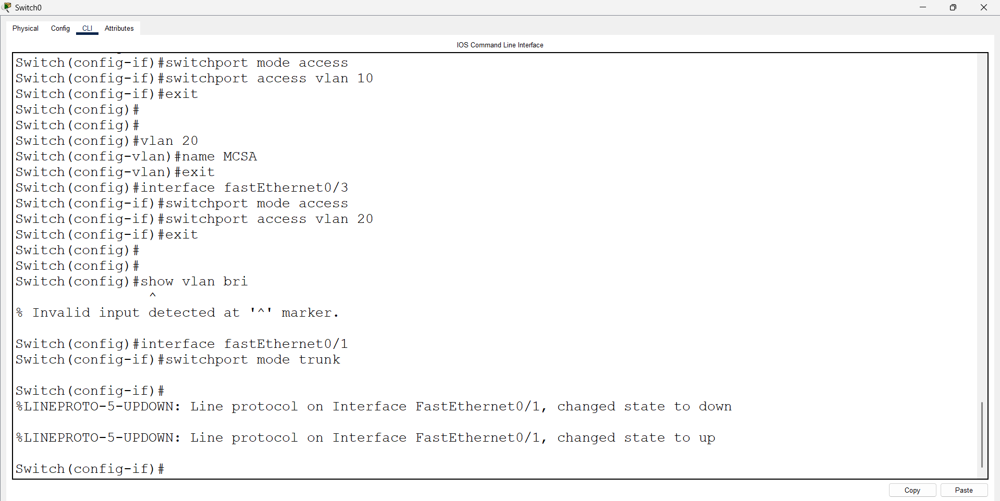 Switch0
Physical Config CLI Attributes
IOS Command Line Interface
Switch(config-if)#switchport mode access
Switch(config-if)#switchport access vlan 10
Switch(config-if)#exit
Switch(config)#
Switch(config)#
Switch(config)#vlan 20
Switch(config-vlan)#name MCSA
Switch(config-vlan)#exit
Switch(config)#interface fastEthernet0/3
Switch(config-if)#switchport mode access
Switch(config-if)#switchport access vlan 20
Switch(config-if)#exit
Switch(config)#
Switch(config)#
Switch(config)#show vlan bri
^
% Invalid input detected at '^' marker.
Switch(config)#interface fastEthernet0/1
Switch(config-if)#switchport mode trunk
Switch(config-if)#
%LINEPROTO-5-UPDOWN: Line protocol on Interface FastEthernet0/1, changed state to down
%LINEPROTO-5-UPDOWN: Line protocol on Interface FastEthernet0/1, changed state to up
Switch(config-if)#
Copy Paste